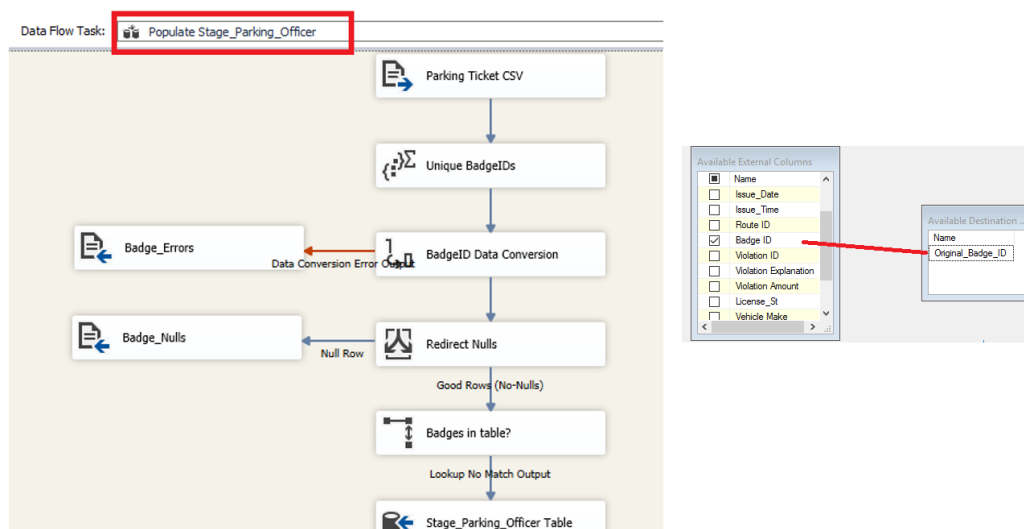 Data Flow Task: Populate Stage_Parking_Officer
Parking Ticket CSV
Unique BadgeIDs
Badge_Errors
Data Conversion Error Output
BadgeID Data Conversion
Badge_Nulls
Null Row
Redirect Nulls
Good Rows (No-Nulls)
Badges in table?
Lookup No Match Output
Stage_Parking_Officer Table
Available External Columns
Name
Issue_Date
Issue_Time
Route ID
Badge ID
Violation ID
Violation Explanation
Violation Amount
License_St
Vehicle Make
Available Destination ...
Name
Original_Badge_ID